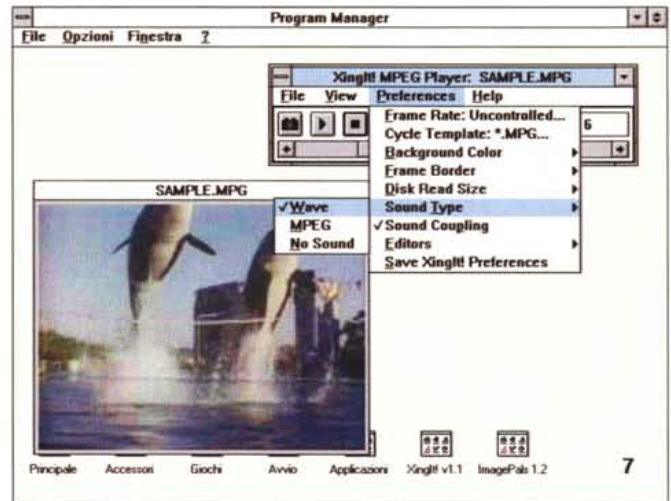 Program Manager
File Opzioni Finestra ?
XingIt! MPEG Player: SAMPLE.MPG
File View Preferences Help
6
Frame Rate: Uncontrolled...
Cycle Template: *.MPG...
Background Color
Frame Border
Disk Read Size
Sound Type
✓Sound Coupling
Editors
Save XingIt! Preferences
✓Wave
MPEG
No Sound
SAMPLE.MPG
Principale Accessori Giochi Avvio Applicazioni XingIt! v1.1 ImagePals 1.2
7